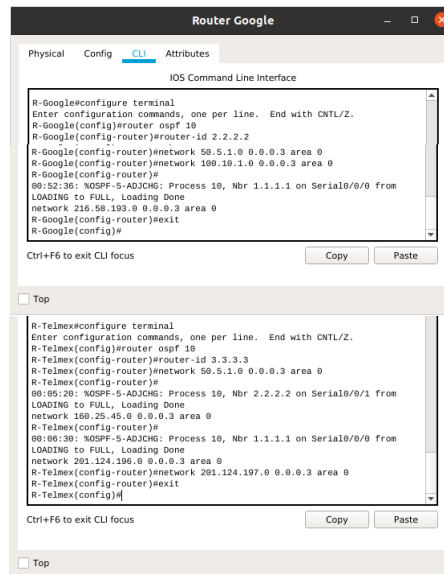 Router Google
Physical Config CLI Attributes
IOS Command Line Interface
R-Google#configure terminal
Enter configuration commands, one per line. End with CNTL/Z.
R-Google(config)#router ospf 10
R-Google(config-router)#router-id 2.2.2.2
R-Google(config-router)#network 50.5.1.0 0.0.0.3 area 0
R-Google(config-router)#network 100.10.1.0 0.0.0.3 area 0
R-Google(config-router)#
00:52:36: %OSPF-5-ADJCHG: Process 10, Nbr 1.1.1.1 on Serial0/0/0 from
LOADING to FULL, Loading Done
network 216.58.193.0 0.0.0.3 area 0
R-Google(config-router)#exit
R-Google(config)#
Ctrl+F6 to exit CLI focus
Copy Paste
Top
R-Telmex#configure terminal
Enter configuration commands, one per line. End with CNTL/Z.
R-Telmex(config)#router ospf 10
R-Telmex(config-router)#router-id 3.3.3.3
R-Telmex(config-router)#network 50.5.1.0 0.0.0.3 area 0
R-Telmex(config-router)#
00:05:20: %OSPF-5-ADJCHG: Process 10, Nbr 2.2.2.2 on Serial0/0/1 from
LOADING to FULL, Loading Done
network 160.25.45.0 0.0.0.3 area 0
R-Telmex(config-router)#
00:06:30: %OSPF-5-ADJCHG: Process 10, Nbr 1.1.1.1 on Serial0/0/0 from
LOADING to FULL, Loading Done
network 201.124.196.0 0.0.0.3 area 0
R-Telmex(config-router)#network 201.124.197.0 0.0.0.3 area 0
R-Telmex(config-router)#exit
R-Telmex(config)#
Ctrl+F6 to exit CLI focus
Copy Paste
Top